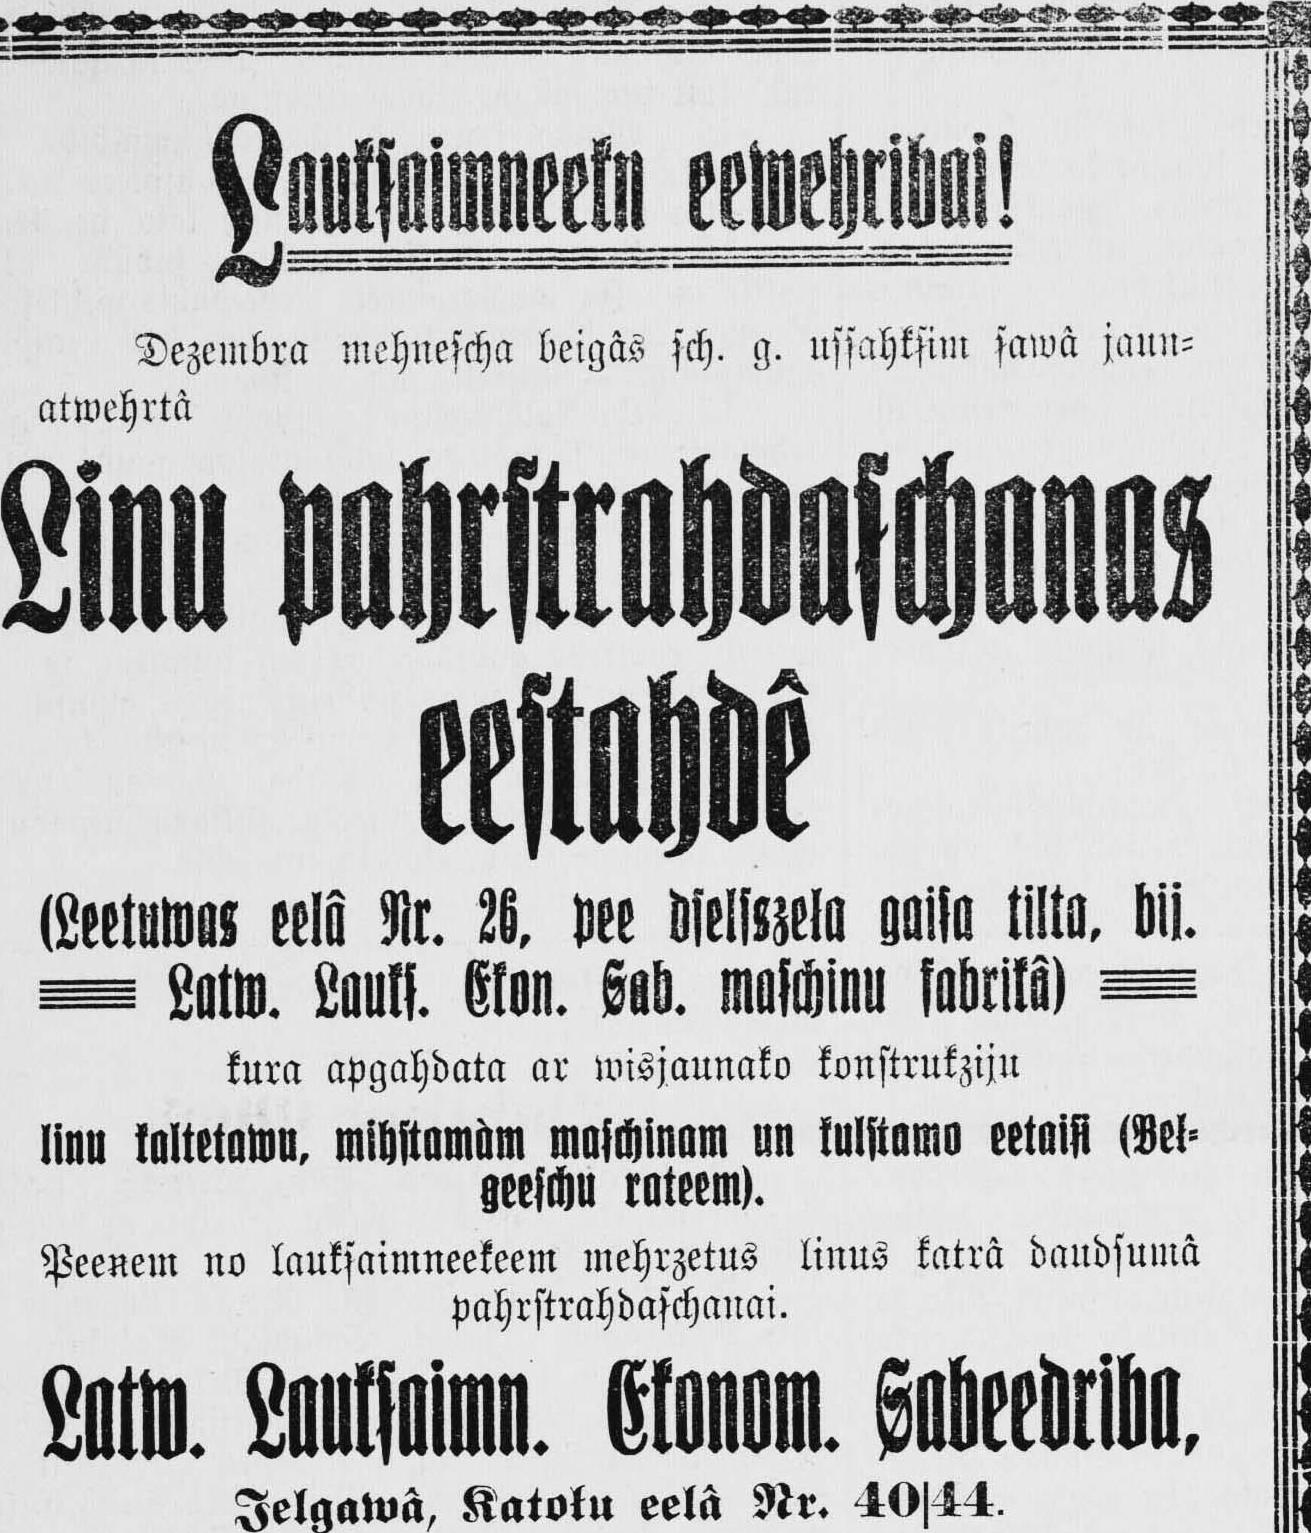 Laukſaimneeku eewehribai!
Dezembra mehneſcha beigâs ſch. g. uſſahkſim ſawâ jaun⸗
atwehrtâ
Linu pahrſtrahdaſchanas
eeſtahdê
(Leetuwas eelâ Nr. 26, pee dſelſszeła gaiſa tilta, bij.
Latw. Laukſ. Ekon. Sab. maſchinu fabrikâ)
kura apgahdata ar wisjaunako konſtrukziju
linu kaltetawu, mihſtamàm maſchinam un kulſtamo eetaiſi (Bel⸗
geeſchu rateem).
Peenem no laukſaimneekeem mehrzetus linus katrâ daudſumâ
pahrſtrahdaſchanai.
Latw. Laukſaimn. Ekonom. Sabeedriba,
Jelgawâ, Katołu eelâ Nr. 40|44.